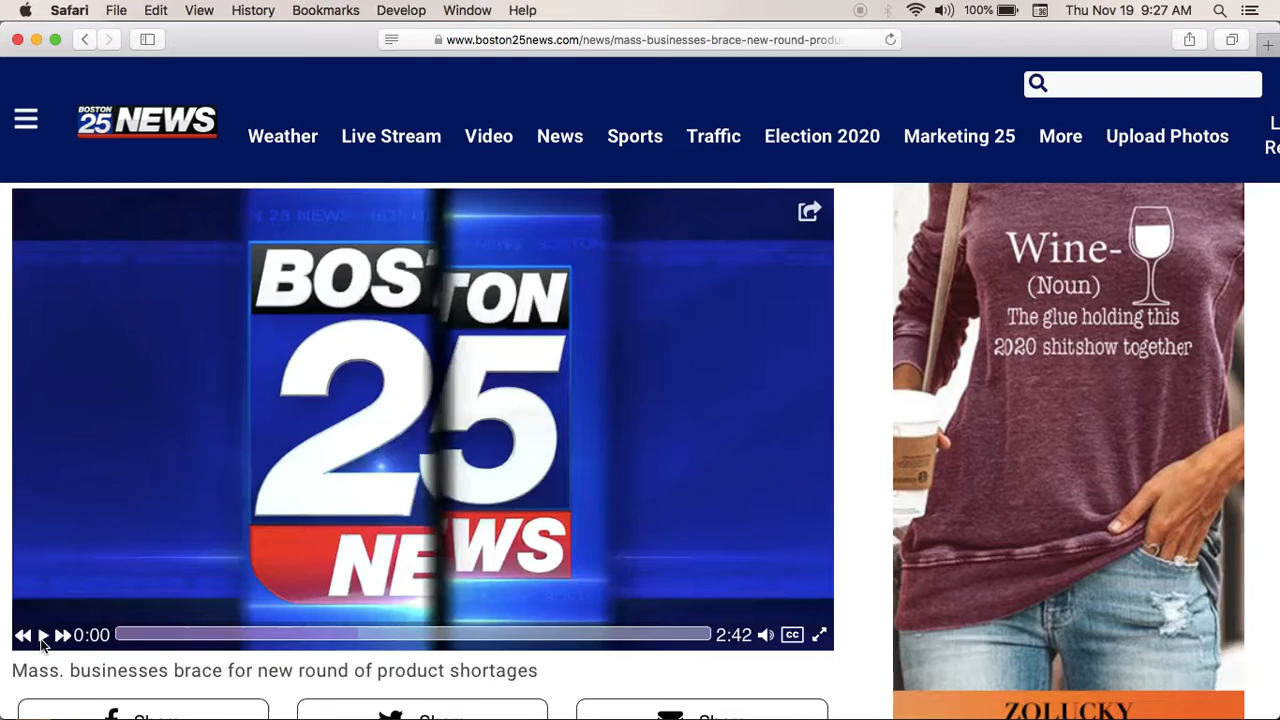 Safari File Edit View History Bookmarks Develop Window Help 100% Thu Nov 19 9:27 AM
www.boston25news.com/news/mass-businesses-brace-new-round-produ
BOSTON 25 NEWS
Weather Live Stream Video News Sports Traffic Election 2020 Marketing 25 More Upload Photos
BOSTON
25
NEWS
0:00 2:42 CC
Mass. businesses brace for new round of product shortages
Share Share Share
Wine-
(Noun)
The glue holding this
2020 shitshow together
ZOLUCKY